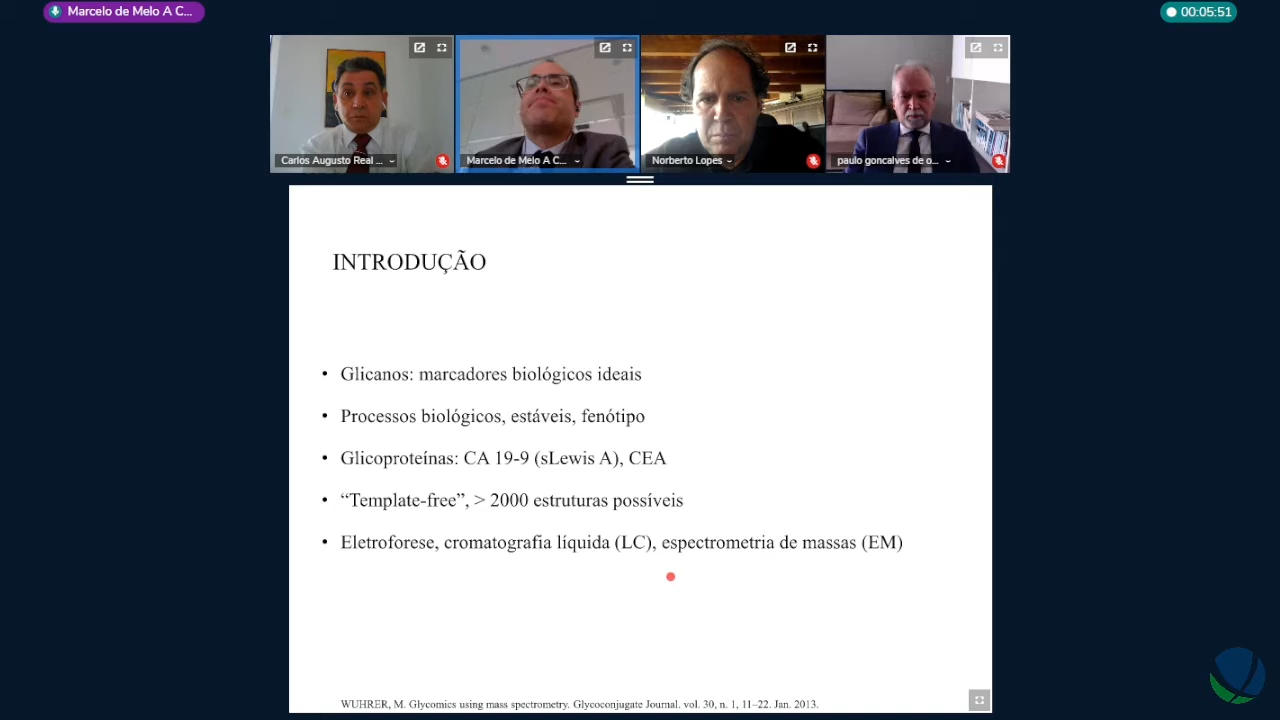 Marcelo de Melo A C...
00:05:51
Carlos Augusto Real ...
Marcelo de Melo A C...
Norberto Lopes
paulo goncalves de o...
INTRODUÇÃO
• Glicanos: marcadores biológicos ideais
• Processos biológicos, estáveis, fenótipo
• Glicoproteínas: CA 19-9 (sLewis A), CEA
• “Template-free”, > 2000 estruturas possíveis
• Eletroforese, cromatografia líquida (LC), espectrometria de massas (EM)
WUHRER, M. Glycomics using mass spectrometry. Glycoconjugate Journal. vol. 30, n. 1, 11–22. Jan. 2013.